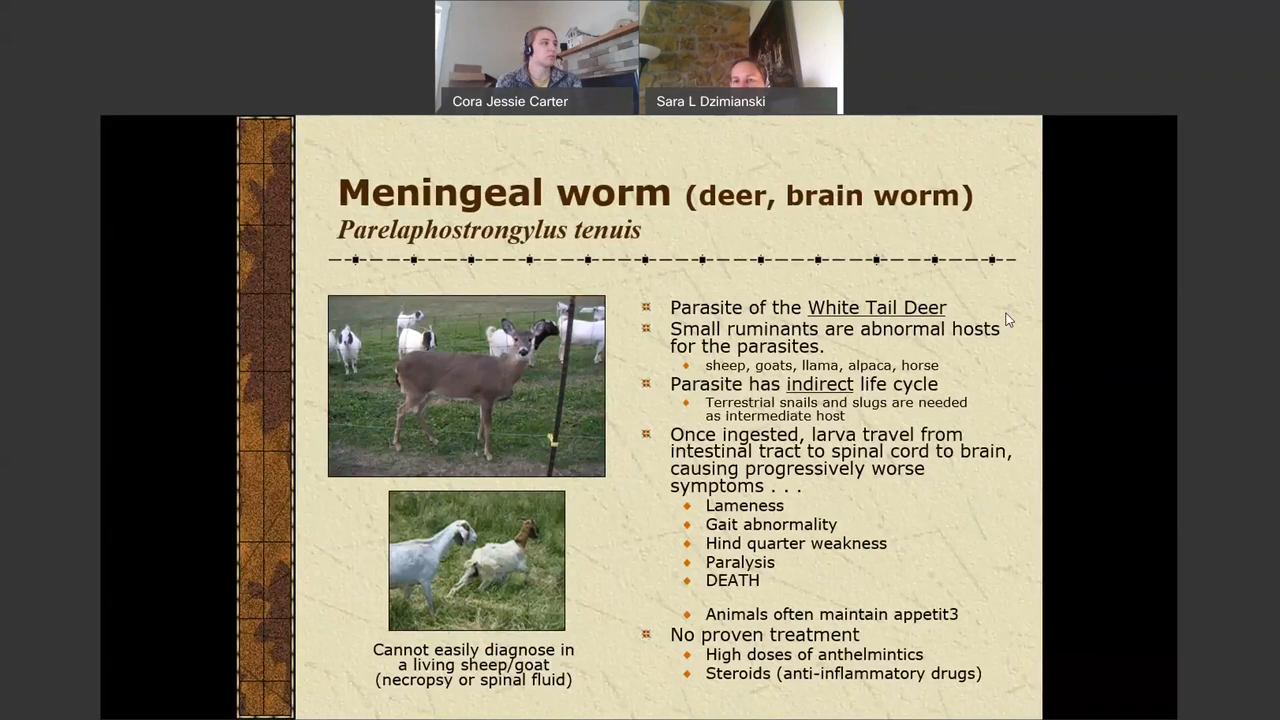 Cora Jessie Carter
Sara L Dzimianski
Meningeal worm (deer, brain worm)
Parelaphostrongylus tenuis
Parasite of the White Tail Deer
Small ruminants are abnormal hosts
for the parasites.
sheep, goats, llama, alpaca, horse
Parasite has indirect life cycle
Terrestrial snails and slugs are needed
as intermediate host
Once ingested, larva travel from
intestinal tract to spinal cord to brain,
causing progressively worse
symptoms . . .
Lameness
Gait abnormality
Hind quarter weakness
Paralysis
DEATH
Animals often maintain appetit3
No proven treatment
High doses of anthelmintics
Steroids (anti-inflammatory drugs)
Cannot easily diagnose in
a living sheep/goat
(necropsy or spinal fluid)